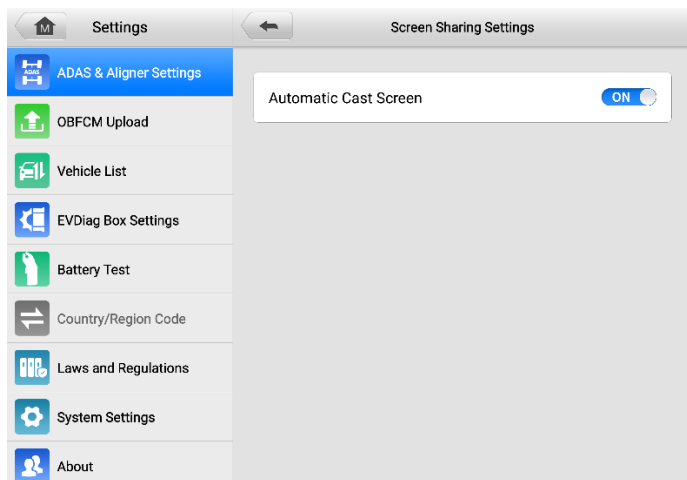 M
Settings
Screen Sharing Settings
ADAS
ADAS & Aligner Settings
Automatic Cast Screen
ON
OBFCM Upload
Vehicle List
EVDiag Box Settings
Battery Test
Country/Region Code
Laws and Regulations
System Settings
About